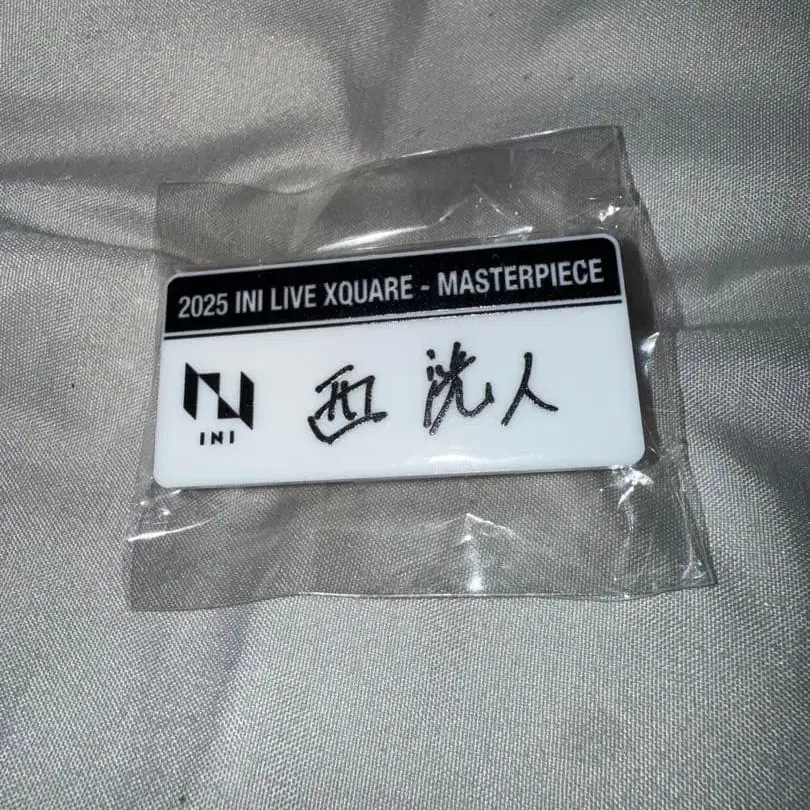 2025 INI LIVE XQUARE - MASTERPIECE
西 洸人
INI